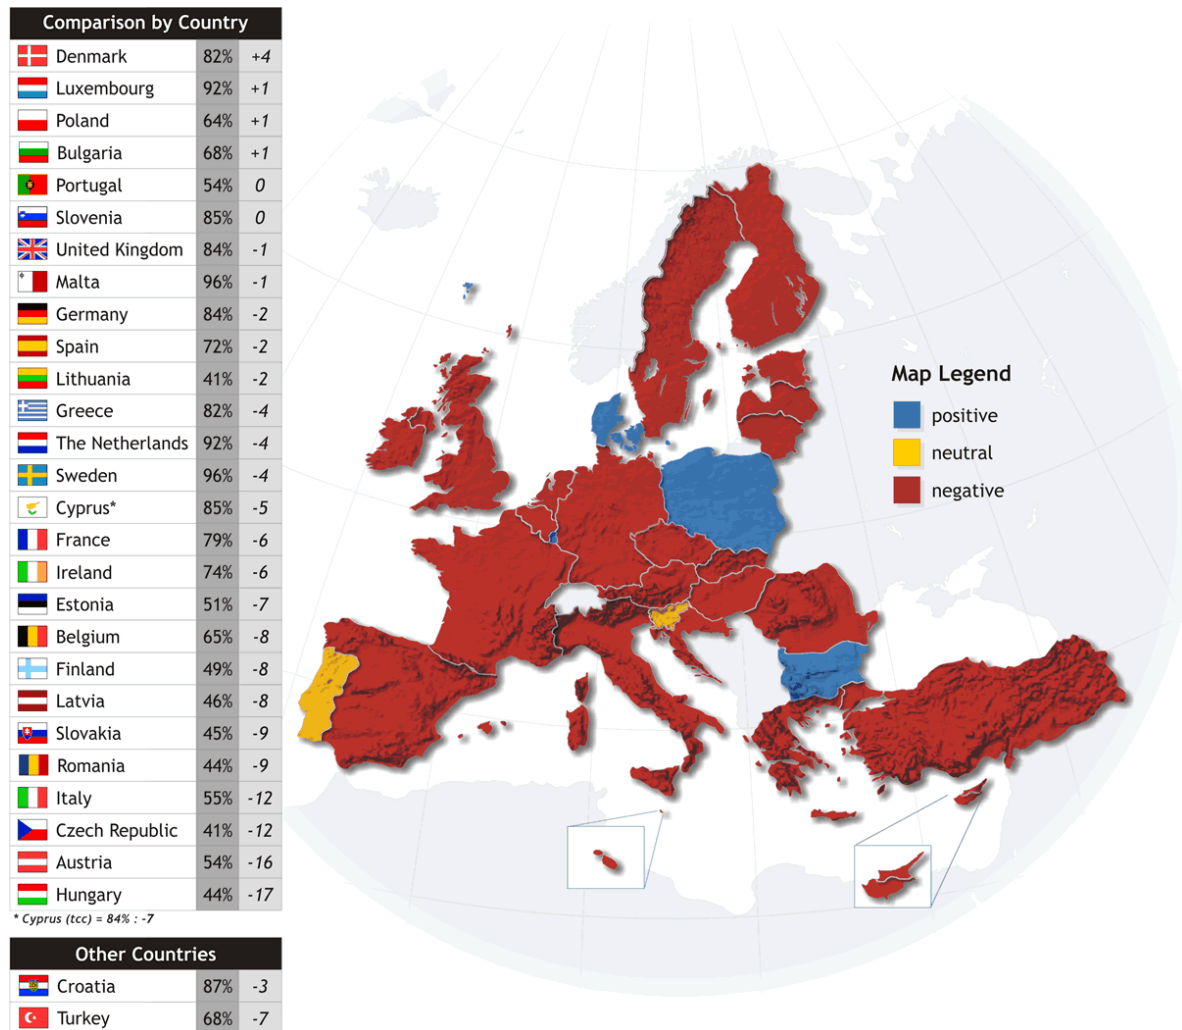 Comparison by Country
Denmark 82% +4
Luxembourg 92% +1
Poland 64% +1
Bulgaria 68% +1
Portugal 54% 0
Slovenia 85% 0
United Kingdom 84% -1
Malta 96% -1
Germany 84% -2
Spain 72% -2
Lithuania 41% -2
Greece 82% -4
The Netherlands 92% -4
Sweden 96% -4
Cyprus* 85% -5
France 79% -6
Ireland 74% -6
Estonia 51% -7
Belgium 65% -8
Finland 49% -8
Latvia 46% -8
Slovakia 45% -9
Romania 44% -9
Italy 55% -12
Czech Republic 41% -12
Austria 54% -16
Hungary 44% -17
* Cyprus (tcc) = 84% : -7
Other Countries
Croatia 87% -3
Turkey 68% -7
Map Legend
positive
neutral
negative